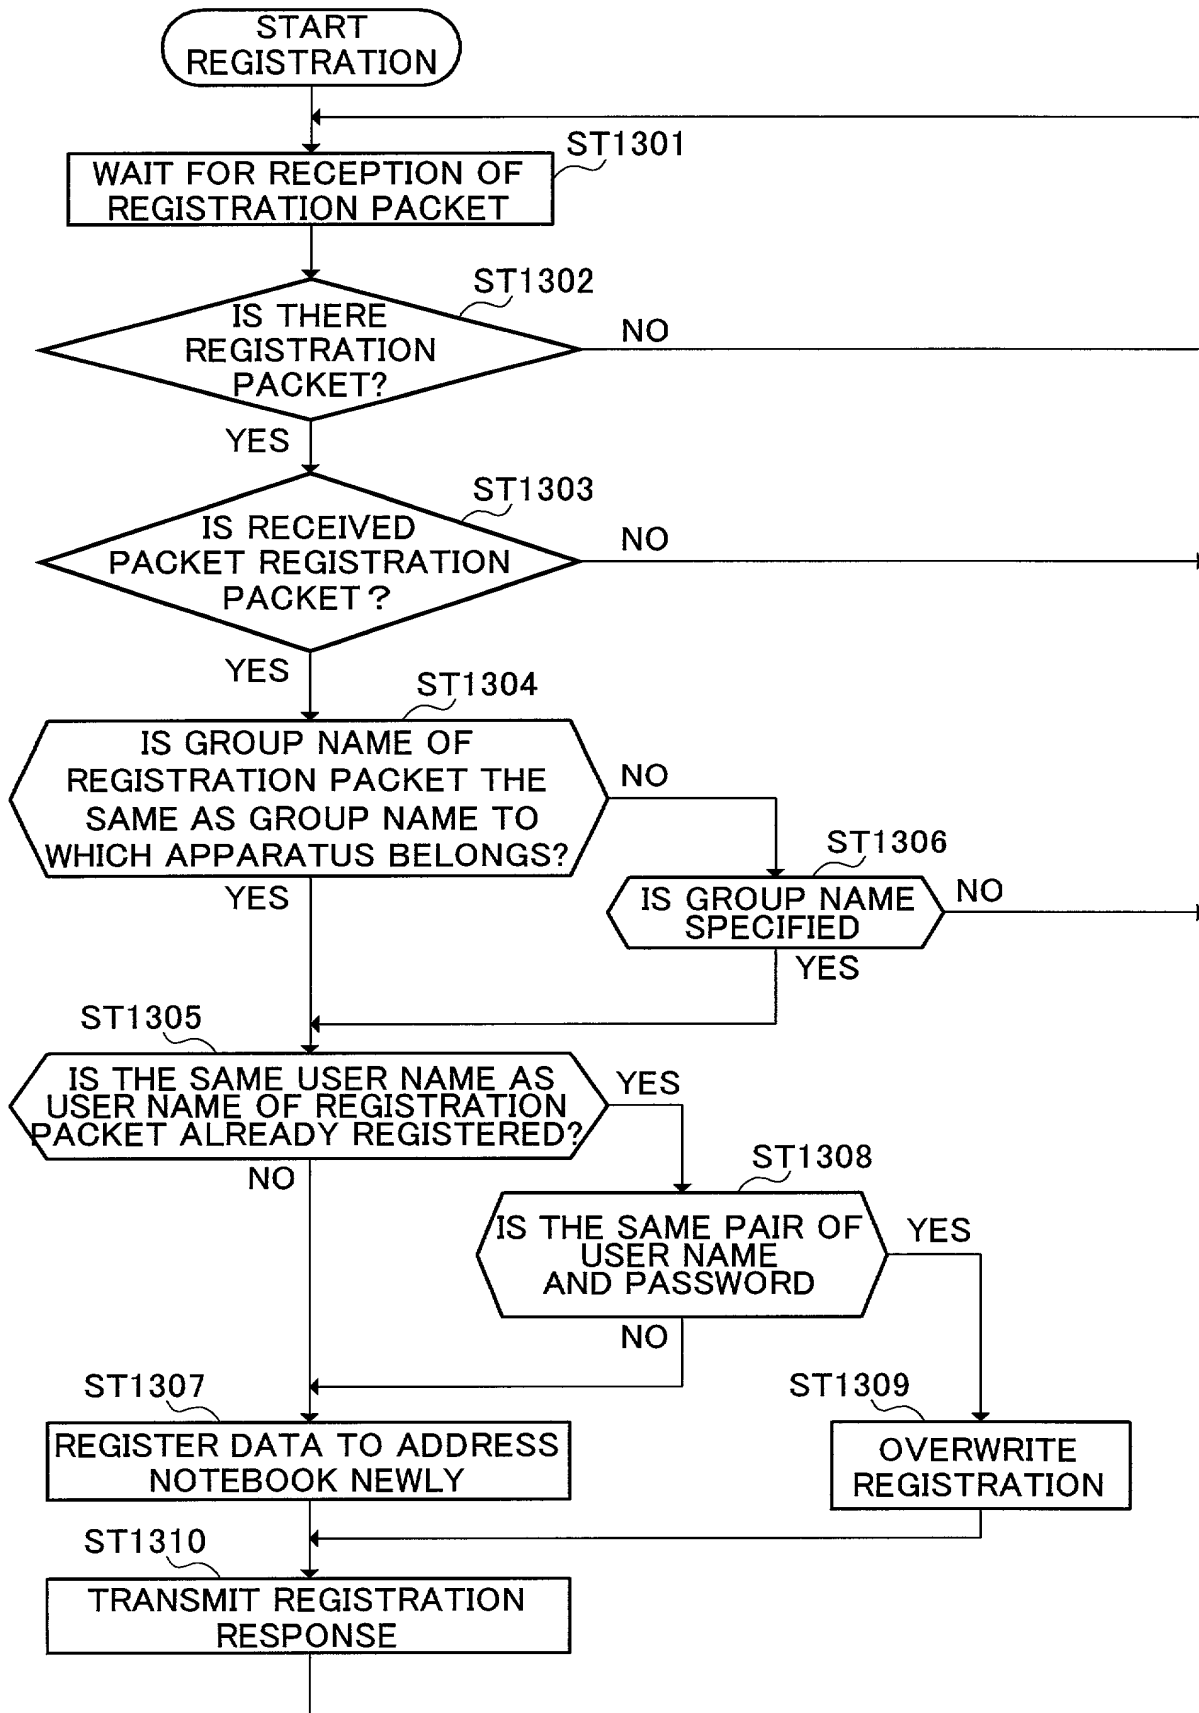 START
REGISTRATION
ST1301
WAIT FOR RECEPTION OF
REGISTRATION PACKET
ST1302
IS THERE
REGISTRATION
PACKET?
NO
YES
ST1303
IS RECEIVED
PACKET REGISTRATION
PACKET?
NO
YES
ST1304
IS GROUP NAME OF
REGISTRATION PACKET THE
SAME AS GROUP NAME TO
WHICH APPARATUS BELONGS?
NO
YES
ST1306
IS GROUP NAME
SPECIFIED
NO
YES
ST1305
IS THE SAME USER NAME AS
USER NAME OF REGISTRATION
PACKET ALREADY REGISTERED?
YES
NO
ST1308
IS THE SAME PAIR OF
USER NAME
AND PASSWORD
YES
NO
ST1307
REGISTER DATA TO ADDRESS
NOTEBOOK NEWLY
ST1309
OVERWRITE
REGISTRATION
ST1310
TRANSMIT REGISTRATION
RESPONSE